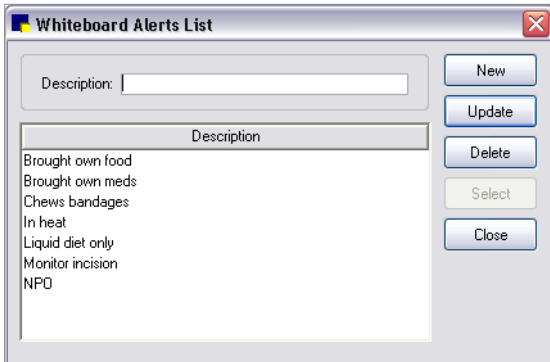 Whiteboard Alerts List
Description:
New
Update
Delete
Select
Close
Description
Brought own food
Brought own meds
Chews bandages
In heat
Liquid diet only
Monitor incision
NPO